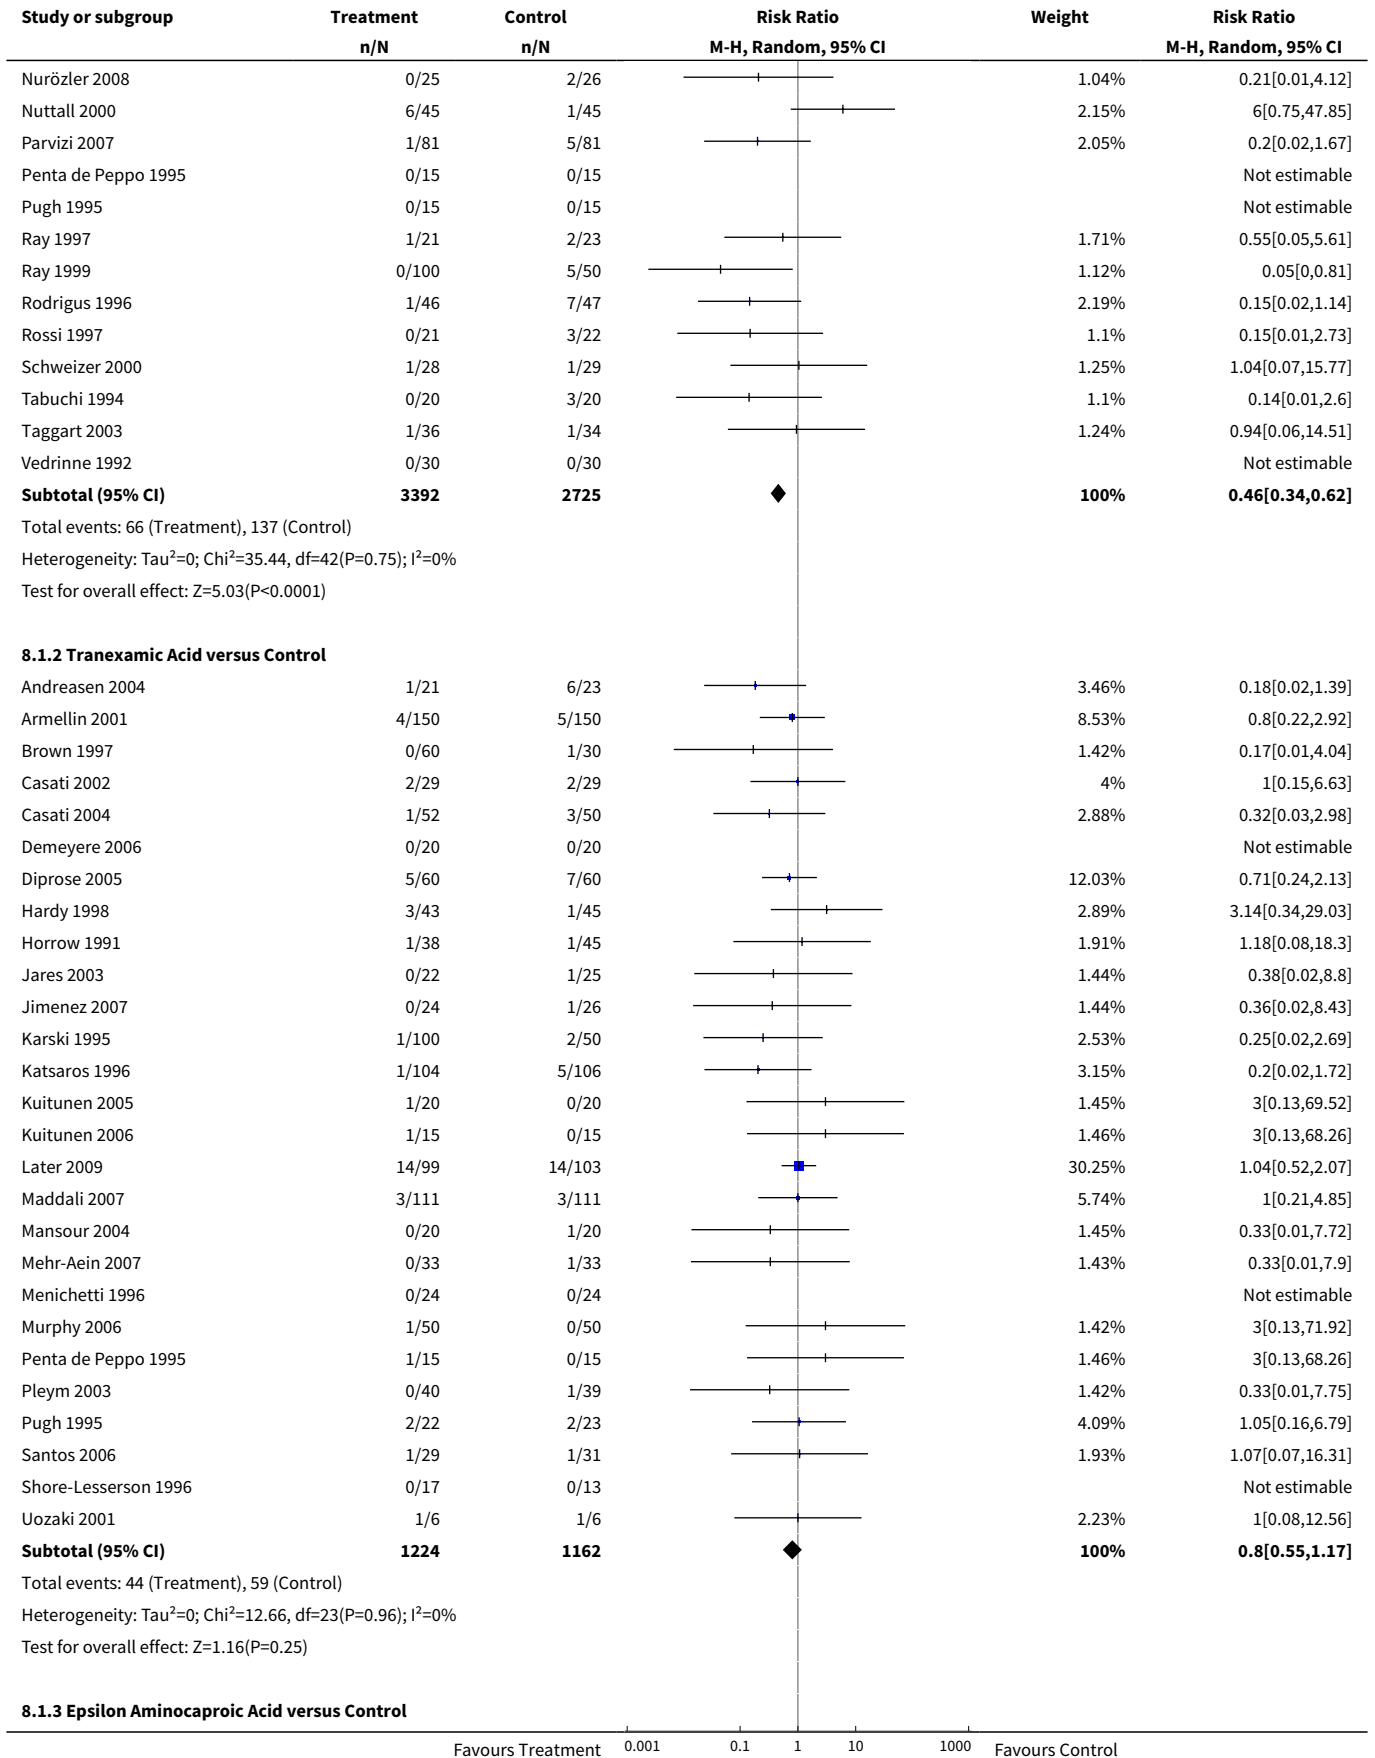 Study or subgroup Treatment Control Risk Ratio Weight Risk Ratio
n/N n/N M-H, Random, 95% CI M-H, Random, 95% CI
Nurözler 2008 0/25 2/26 1.04% 0.21[0.01,4.12]
Nuttall 2000 6/45 1/45 2.15% 6[0.75,47.85]
Parvizi 2007 1/81 5/81 2.05% 0.2[0.02,1.67]
Penta de Peppo 1995 0/15 0/15 Not estimable
Pugh 1995 0/15 0/15 Not estimable
Ray 1997 1/21 2/23 1.71% 0.55[0.05,5.61]
Ray 1999 0/100 5/50 1.12% 0.05[0,0.81]
Rodrigus 1996 1/46 7/47 2.19% 0.15[0.02,1.14]
Rossi 1997 0/21 3/22 1.1% 0.15[0.01,2.73]
Schweizer 2000 1/28 1/29 1.25% 1.04[0.07,15.77]
Tabuchi 1994 0/20 3/20 1.1% 0.14[0.01,2.6]
Taggart 2003 1/36 1/34 1.24% 0.94[0.06,14.51]
Vedrinne 1992 0/30 0/30 Not estimable
Subtotal (95% CI) 3392 2725 100% 0.46[0.34,0.62]
Total events: 66 (Treatment), 137 (Control)
Heterogeneity: Tau²=0; Chi²=35.44, df=42(P=0.75); I²=0%
Test for overall effect: Z=5.03(P<0.0001)
8.1.2 Tranexamic Acid versus Control
Andreasen 2004 1/21 6/23 3.46% 0.18[0.02,1.39]
Armellin 2001 4/150 5/150 8.53% 0.8[0.22,2.92]
Brown 1997 0/60 1/30 1.42% 0.17[0.01,4.04]
Casati 2002 2/29 2/29 4% 1[0.15,6.63]
Casati 2004 1/52 3/50 2.88% 0.32[0.03,2.98]
Demeyere 2006 0/20 0/20 Not estimable
Diprose 2005 5/60 7/60 12.03% 0.71[0.24,2.13]
Hardy 1998 3/43 1/45 2.89% 3.14[0.34,29.03]
Horrow 1991 1/38 1/45 1.91% 1.18[0.08,18.3]
Jares 2003 0/22 1/25 1.44% 0.38[0.02,8.8]
Jimenez 2007 0/24 1/26 1.44% 0.36[0.02,8.43]
Karski 1995 1/100 2/50 2.53% 0.25[0.02,2.69]
Katsaros 1996 1/104 5/106 3.15% 0.2[0.02,1.72]
Kuitunen 2005 1/20 0/20 1.45% 3[0.13,69.52]
Kuitunen 2006 1/15 0/15 1.46% 3[0.13,68.26]
Later 2009 14/99 14/103 30.25% 1.04[0.52,2.07]
Maddali 2007 3/111 3/111 5.74% 1[0.21,4.85]
Mansour 2004 0/20 1/20 1.45% 0.33[0.01,7.72]
Mehr-Aein 2007 0/33 1/33 1.43% 0.33[0.01,7.9]
Menichetti 1996 0/24 0/24 Not estimable
Murphy 2006 1/50 0/50 1.42% 3[0.13,71.92]
Penta de Peppo 1995 1/15 0/15 1.46% 3[0.13,68.26]
Pleym 2003 0/40 1/39 1.42% 0.33[0.01,7.75]
Pugh 1995 2/22 2/23 4.09% 1.05[0.16,6.79]
Santos 2006 1/29 1/31 1.93% 1.07[0.07,16.31]
Shore-Lesserson 1996 0/17 0/13 Not estimable
Uozaki 2001 1/6 1/6 2.23% 1[0.08,12.56]
Subtotal (95% CI) 1224 1162 100% 0.8[0.55,1.17]
Total events: 44 (Treatment), 59 (Control)
Heterogeneity: Tau²=0; Chi²=12.66, df=23(P=0.96); I²=0%
Test for overall effect: Z=1.16(P=0.25)
8.1.3 Epsilon Aminocaproic Acid versus Control
Favours Treatment 0.001 0.1 1 10 1000 Favours Control